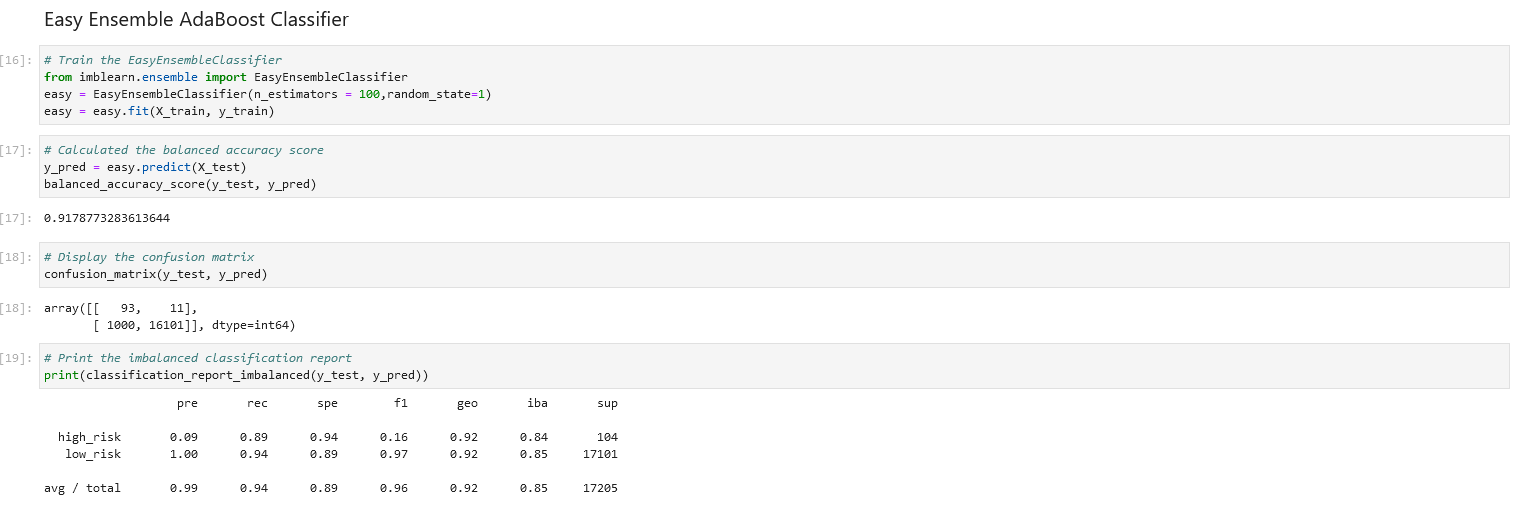 Easy Ensemble AdaBoost Classifier
[16]: # Train the EasyEnsembleClassifier
from imblearn.ensemble import EasyEnsembleClassifier
easy = EasyEnsembleClassifier(n_estimators = 100,random_state=1)
easy = easy.fit(X_train, y_train)
[17]: # Calculated the balanced accuracy score
y_pred = easy.predict(X_test)
balanced_accuracy_score(y_test, y_pred)
[17]: 0.9178773283613644
[18]: # Display the confusion matrix
confusion_matrix(y_test, y_pred)
[18]: array([[   93,    11],
       [ 1000, 16101]], dtype=int64)
[19]: # Print the imbalanced classification report
print(classification_report_imbalanced(y_test, y_pred))
pre rec spe f1 geo iba sup
high_risk 0.09 0.89 0.94 0.16 0.92 0.84 104
low_risk 1.00 0.94 0.89 0.97 0.92 0.85 17101
avg / total 0.99 0.94 0.89 0.96 0.92 0.85 17205